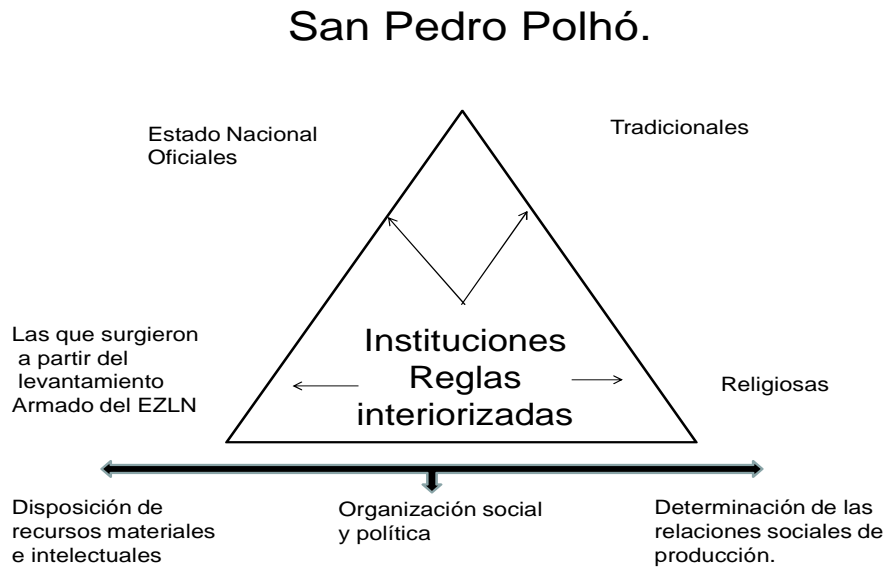 San Pedro Polhó.
Estado Nacional
Oficiales
Tradicionales
Las que surgieron
a partir del
levantamiento
Armado del EZLN
Instituciones
Reglas
interiorizadas
Religiosas
Disposición de
recursos materiales
e intelectuales
Organización social
y política
Determinación de las
relaciones sociales de
producción.